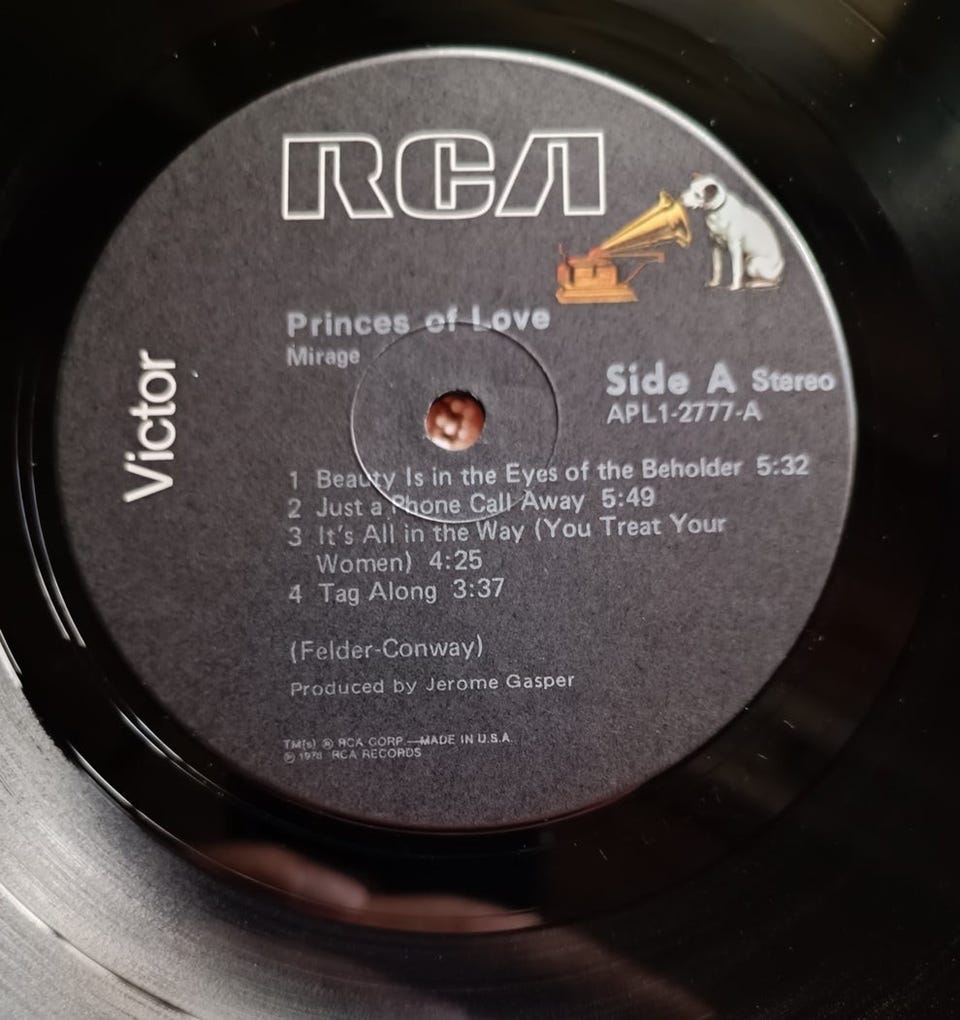 RCA
Victor
Princes of Love
Mirage
Side A Stereo
APL1-2777-A
1 Beauty Is in the Eyes of the Beholder 5:32
2 Just a Phone Call Away 5:49
3 It's All in the Way (You Treat Your
Women) 4:25
4 Tag Along 3:37
(Felder-Conway)
Produced by Jerome Gasper
TM(s) ® RCA CORP.—MADE IN U.S.A.
℗ 1978 RCA RECORDS